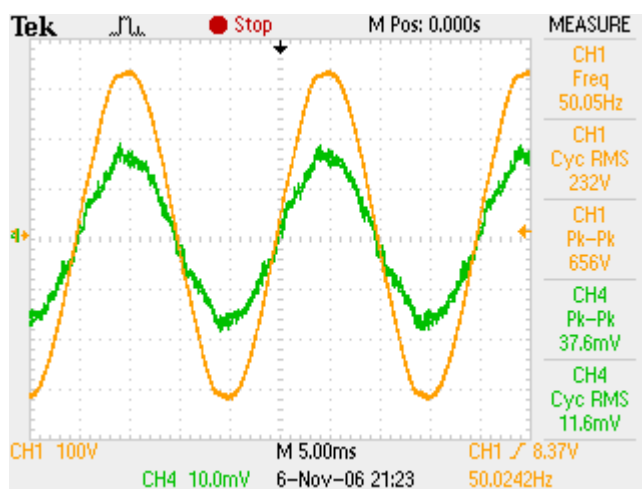 Tek Stop M Pos: 0.000s MEASURE
CH1
Freq
50.05Hz
CH1
Cyc RMS
232V
CH1
Pk-Pk
656V
CH4
Pk-Pk
37.6mV
CH4
Cyc RMS
11.6mV
4
CH1 100V M 5.00ms CH1 8.37V
CH4 10.0mV 6-Nov-06 21:23 50.0242Hz